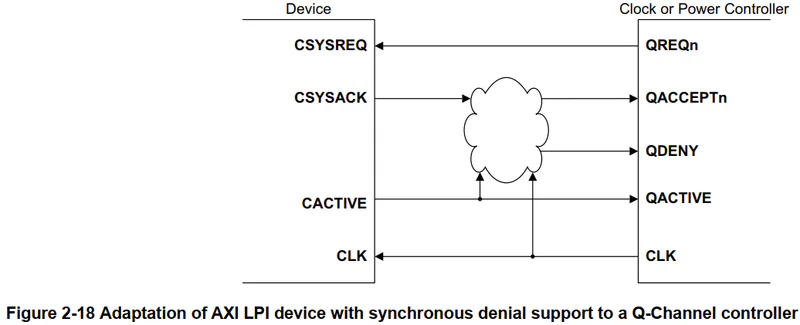 Device
Clock or Power Controller
CSYSREQ
QREQn
CSYSACK
QACCEPTn
QDENY
CACTIVE
QACTIVE
CLK
CLK
Figure 2-18 Adaptation of AXI LPI device with synchronous denial support to a Q-Channel controller